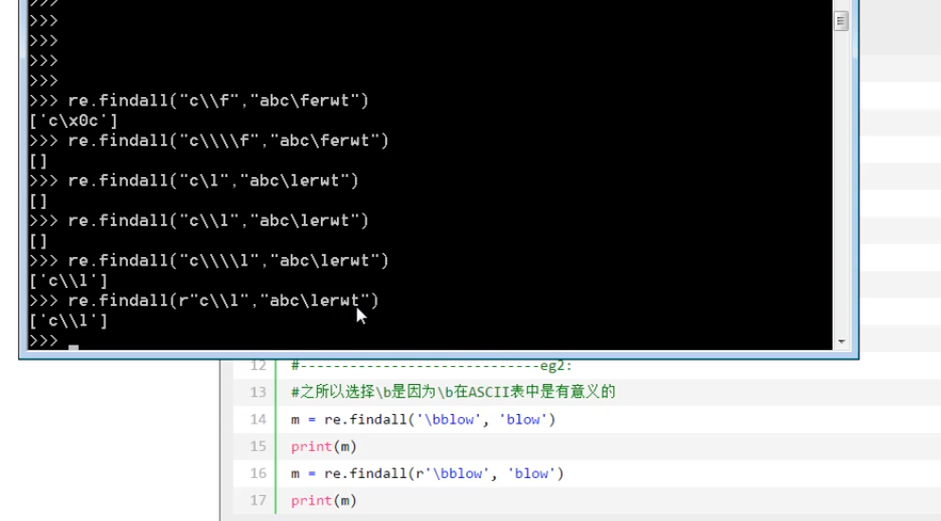 >>>
>>>
>>>
>>>
>>>
>>> re.findall("c\\f","abc\ferwt")
['c\x0c']
>>> re.findall("c\\\\f","abc\ferwt")
[]
>>> re.findall("c\l","abc\lerwt")
[]
>>> re.findall("c\\l","abc\lerwt")
[]
>>> re.findall("c\\\\l","abc\lerwt")
['c\\l']
>>> re.findall(r"c\\l","abc\lerwt")
['c\\l']
>>>
12 #-----------------------------eg2:
13 #之所以选择\b是因为\b在ASCII表中是有意义的
14 m = re.findall('\bblow', 'blow')
15 print(m)
16 m = re.findall(r'\bblow', 'blow')
17 print(m)